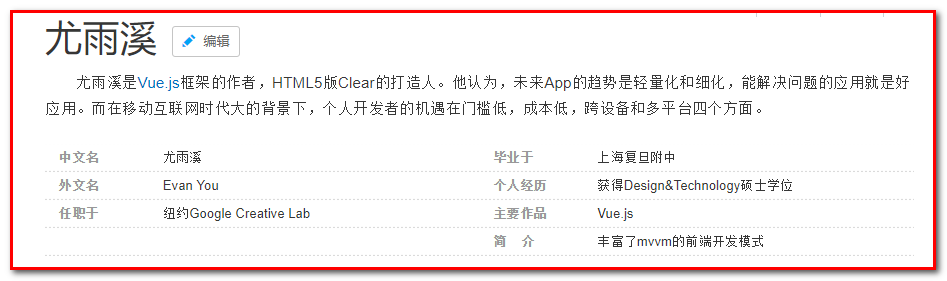 尤雨溪 编辑
尤雨溪是Vue.js框架的作者，HTML5版Clear的打造人。他认为，未来App的趋势是轻量化和细化，能解决问题的应用就是好
应用。而在移动互联网时代大的背景下，个人开发者的机遇在门槛低，成本低，跨设备和多平台四个方面。
中文名 尤雨溪 毕业于 上海复旦附中
外文名 Evan You 个人经历 获得Design&Technology硕士学位
任职于 纽约Google Creative Lab 主要作品 Vue.js
简 介 丰富了mvvm的前端开发模式